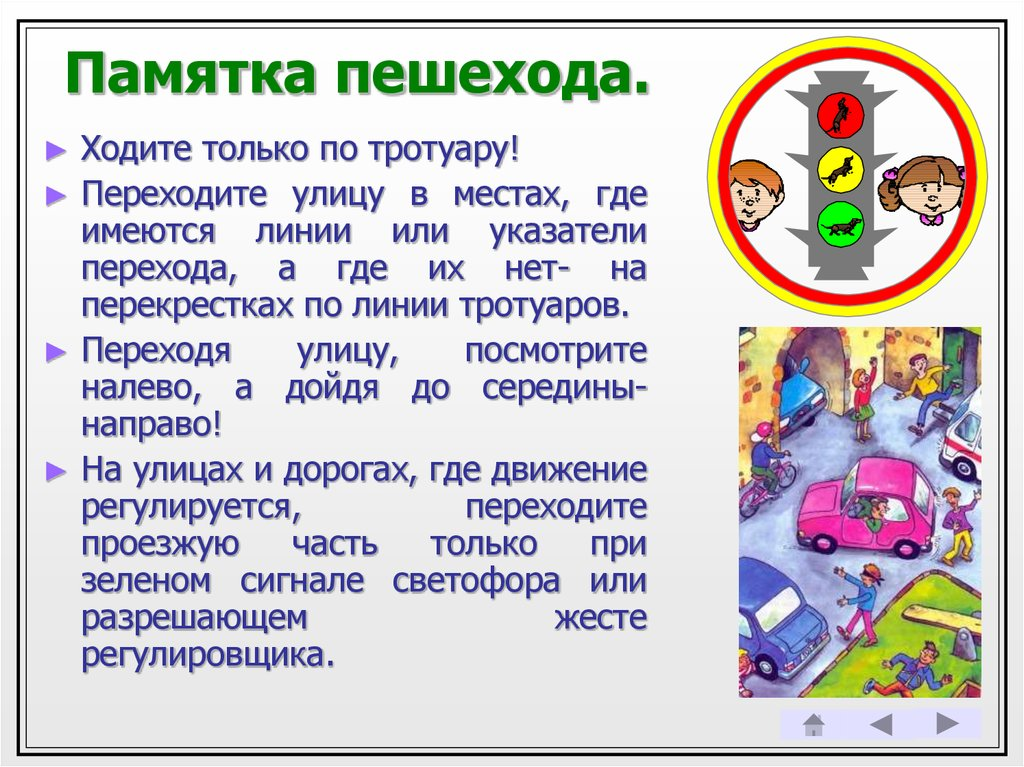 Памятка пешехода.
► Ходите только по тротуару!
► Переходите улицу в местах, где
имеются линии или указатели
перехода, а где их нет- на
перекрестках по линии тротуаров.
► Переходя улицу, посмотрите
налево, а дойдя до середины-
направо!
► На улицах и дорогах, где движение
регулируется, переходите
проезжую часть только при
зеленом сигнале светофора или
разрешающем жесте
регулировщика.